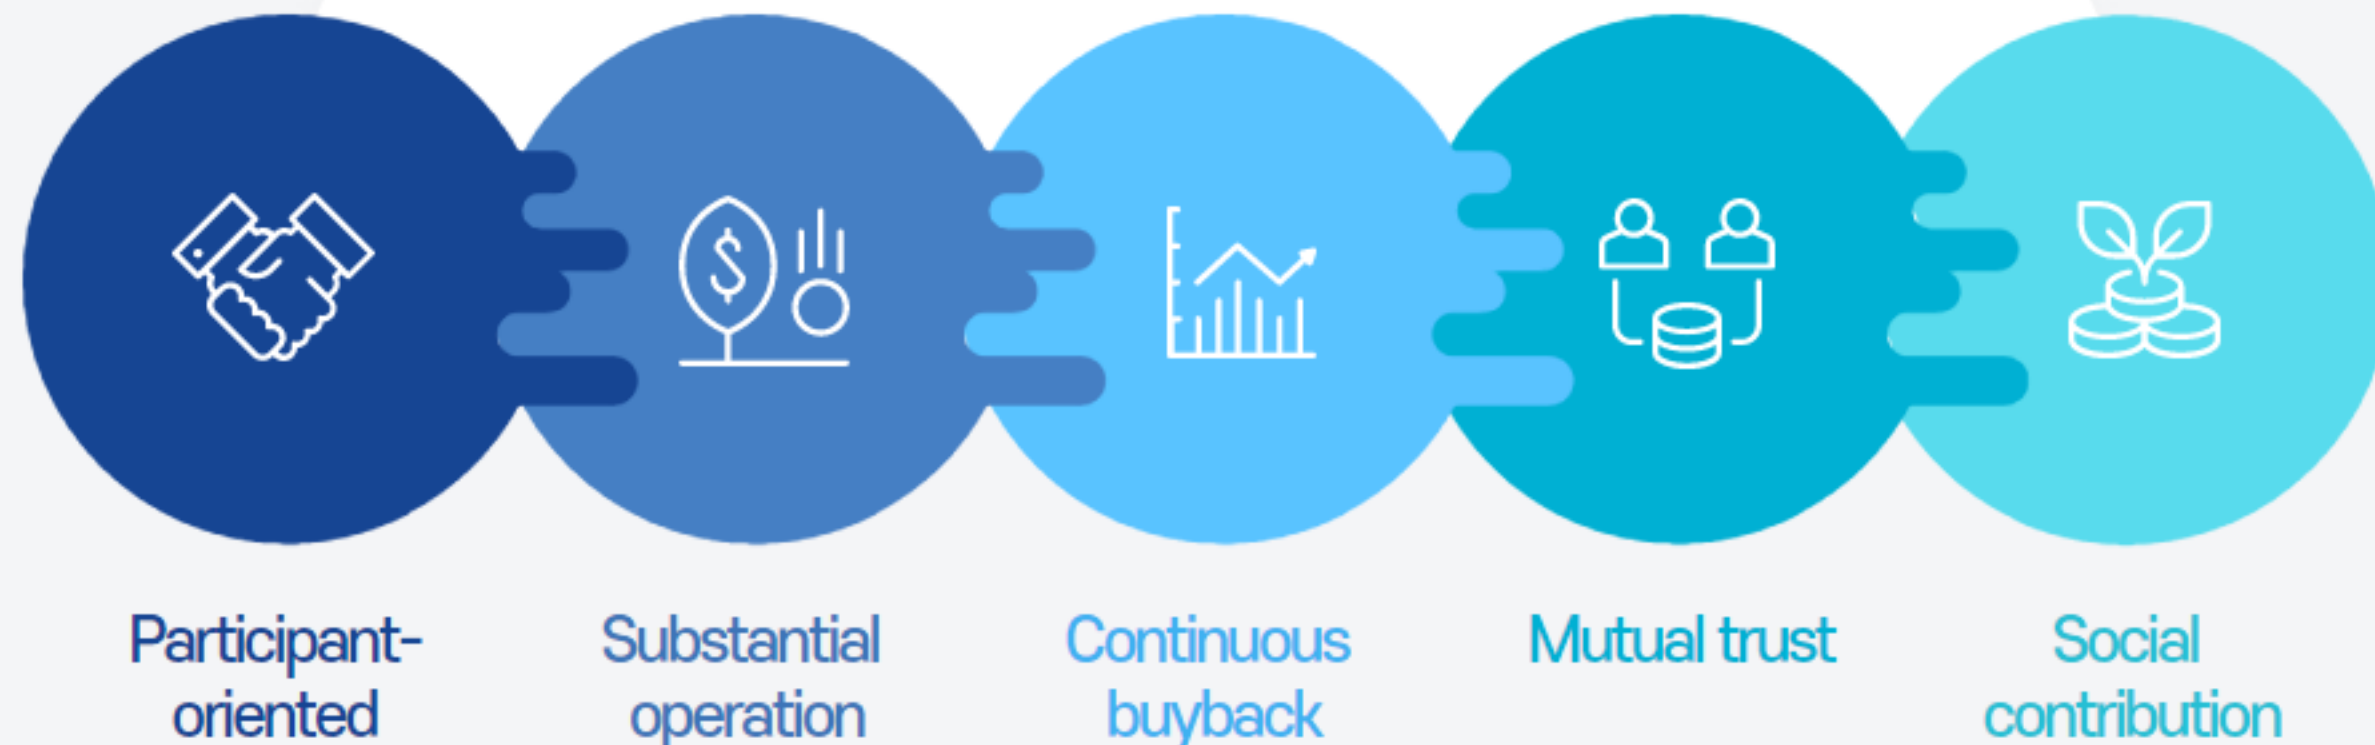 Participant-
oriented
Substantial
operation
Continuous
buyback
Mutual trust
Social
contribution